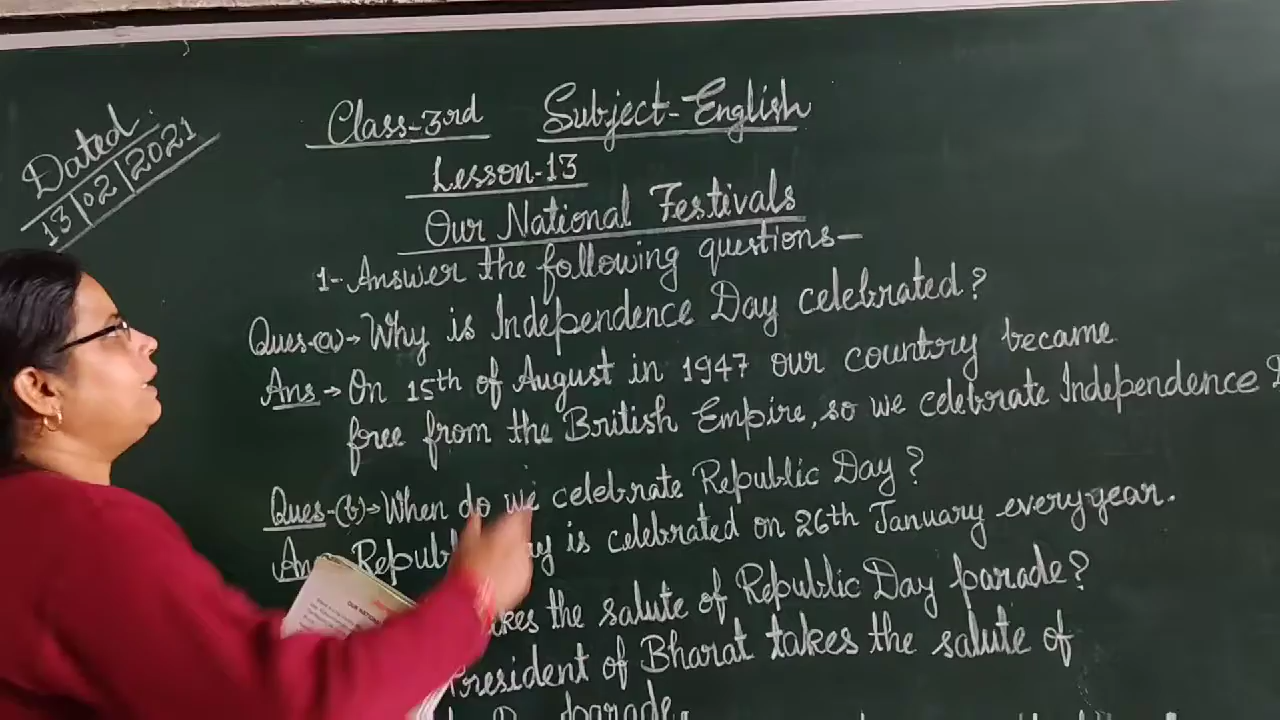 Dated
13/02/2021
Class-3rd Subject-English
Lesson-13
Our National Festivals
1-Answer the following questions-
Ques-(a)→Why is Independence Day celebrated?
Ans→On 15th of August in 1947 our country became
free from the British Empire, so we celebrate Independence
Ques-(b)→When do we celebrate Republic Day?
is celebrated on 26th January every year.
the salute of Republic Day parade?
President of Bharat takes the salute of
parade.